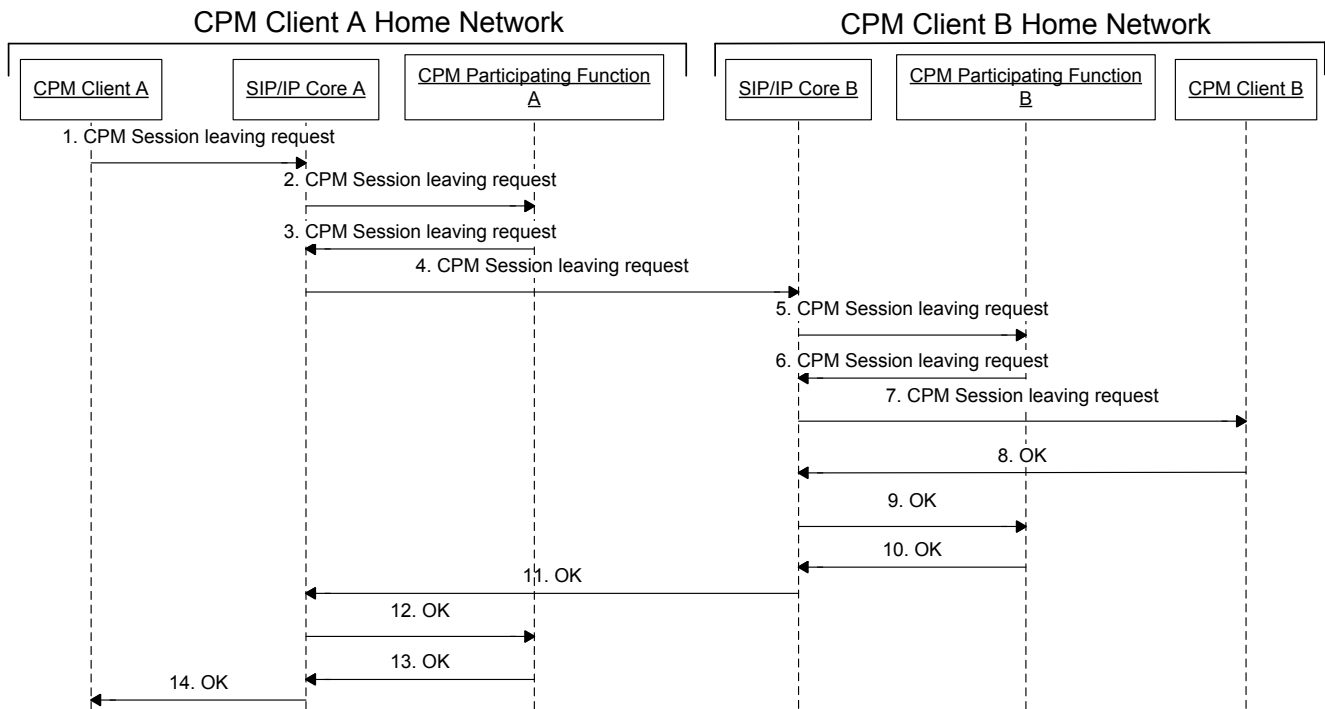 CPM Client A Home Network
CPM Client B Home Network
CPM Client A
SIP/IP Core A
CPM Participating Function
A
SIP/IP Core B
CPM Participating Function
B
CPM Client B
1. CPM Session leaving request
2. CPM Session leaving request
3. CPM Session leaving request
4. CPM Session leaving request
5. CPM Session leaving request
6. CPM Session leaving request
7. CPM Session leaving request
8. OK
9. OK
10. OK
11. OK
12. OK
13. OK
14. OK